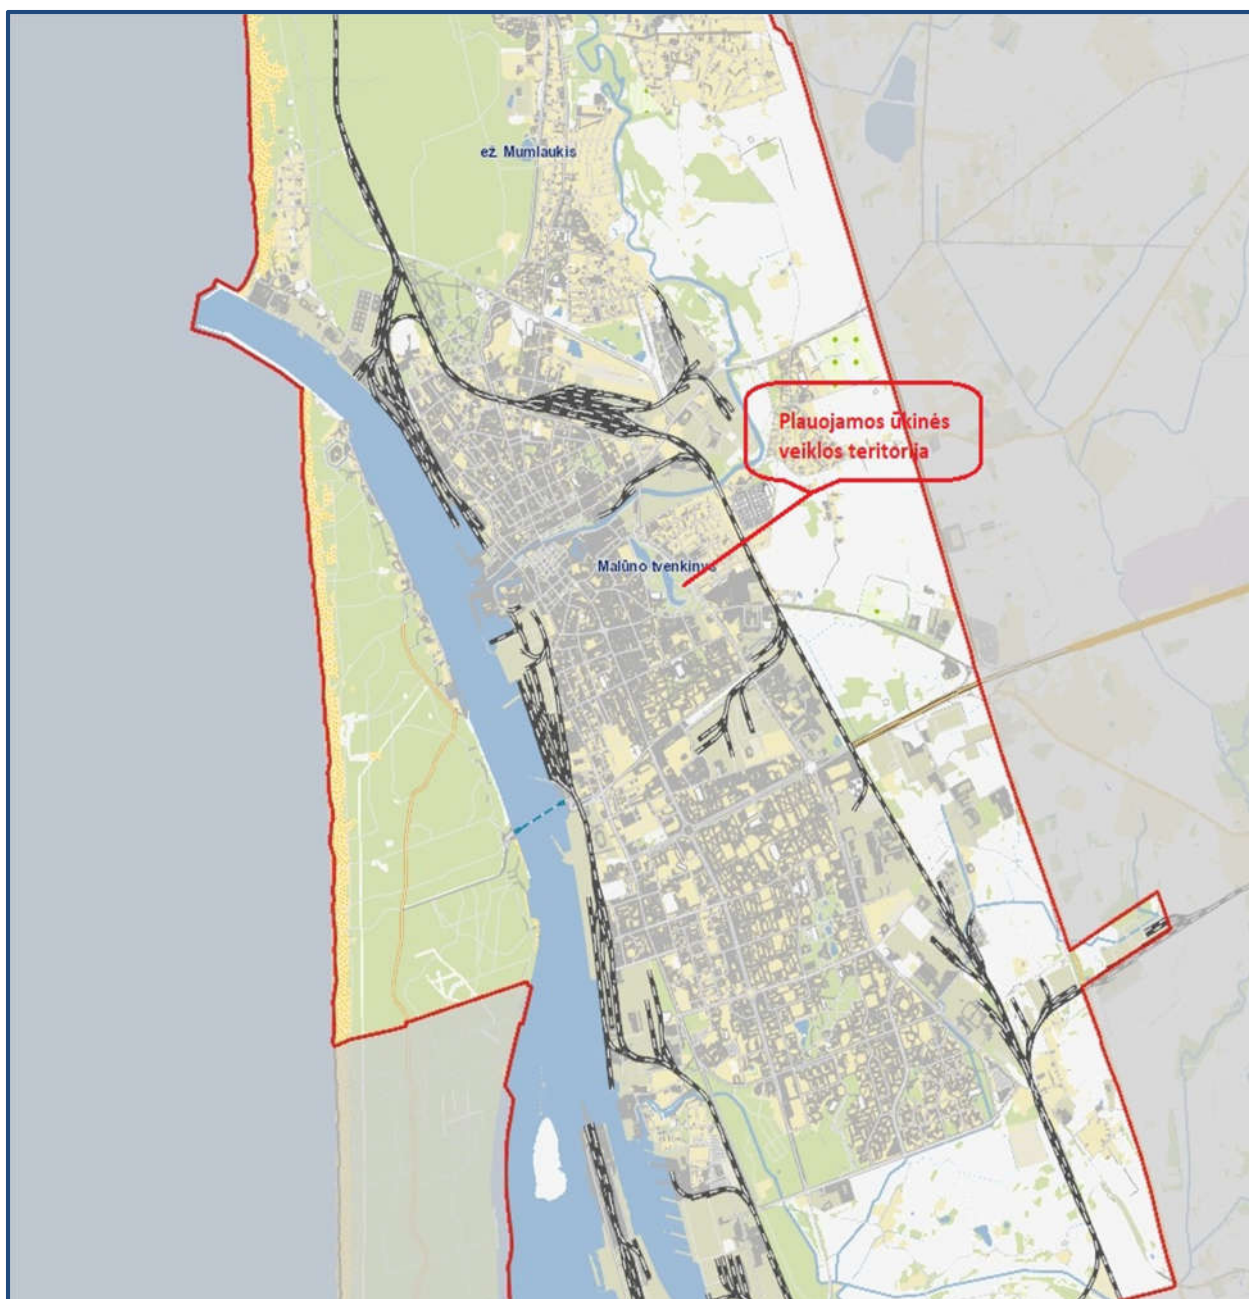 ež. Mumlaukis
Plauojamos ūkinės
veiklos teritorija
Malūno tvenkinys